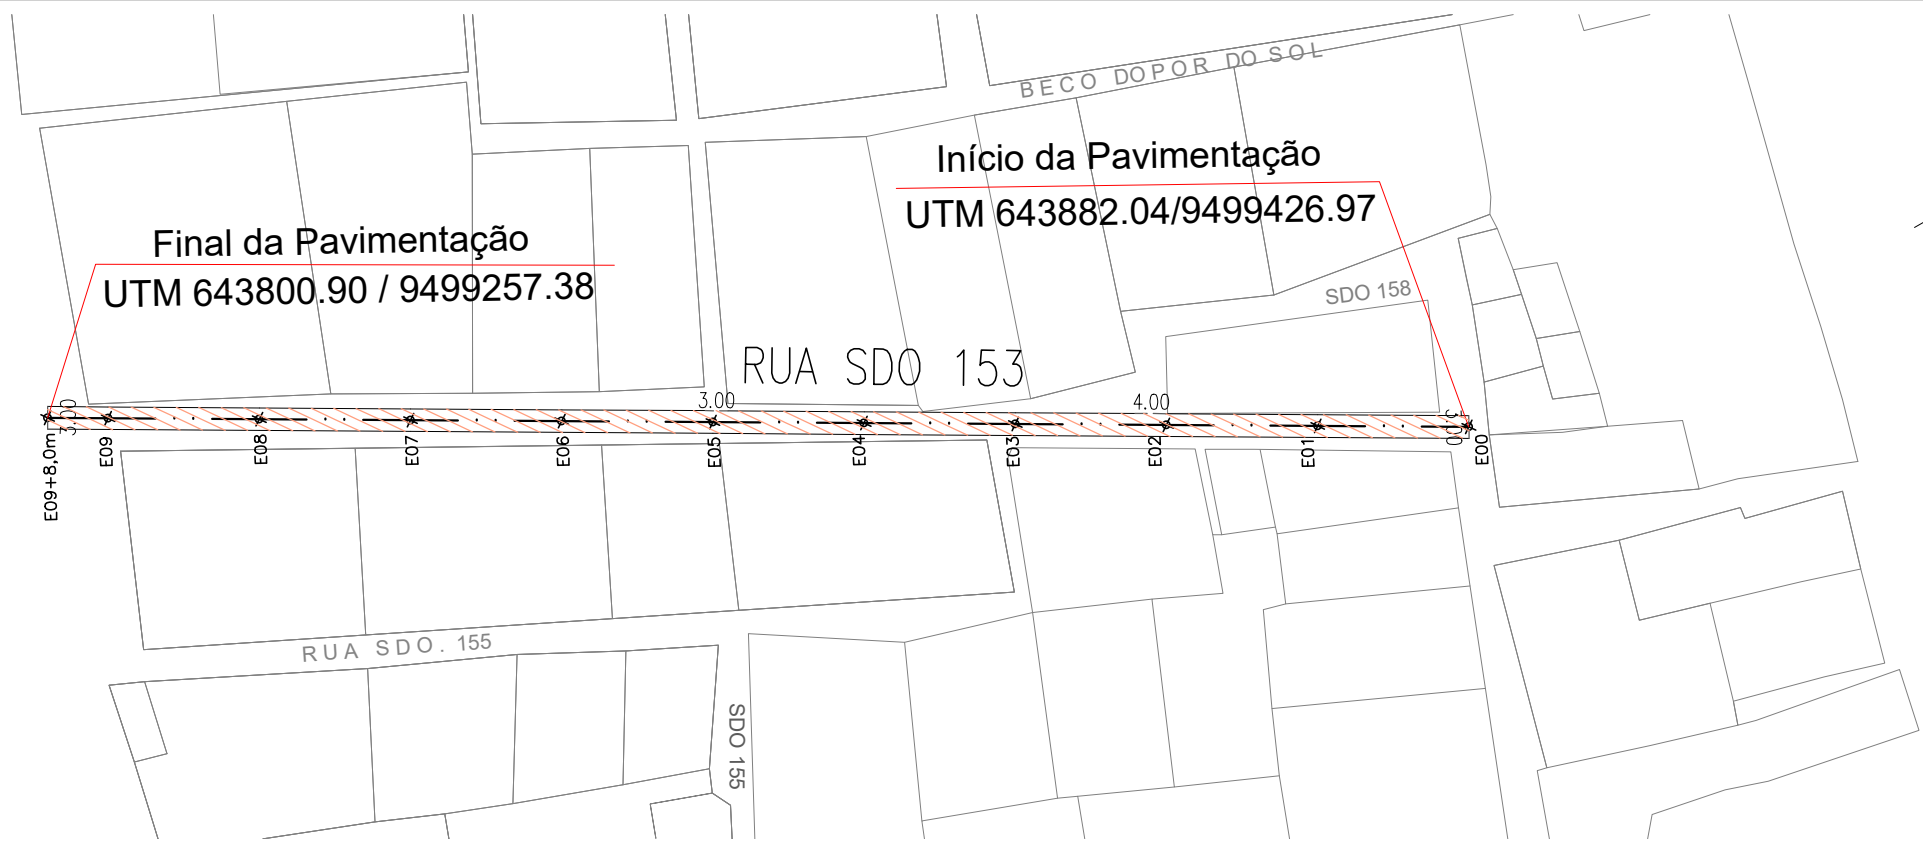 BECO DOPOR DO SOL
Início da Pavimentação
UTM 643882.04/9499426.97
Final da Pavimentação
UTM 643800.90 / 9499257.38
SDO 158
RUA SDO 153
3.00
4.00
3.00
3.00
E09+8,0m
E09
E08
E07
E06
E05
E04
E03
E02
E01
E00
RUA SDO. 155
SDO 155